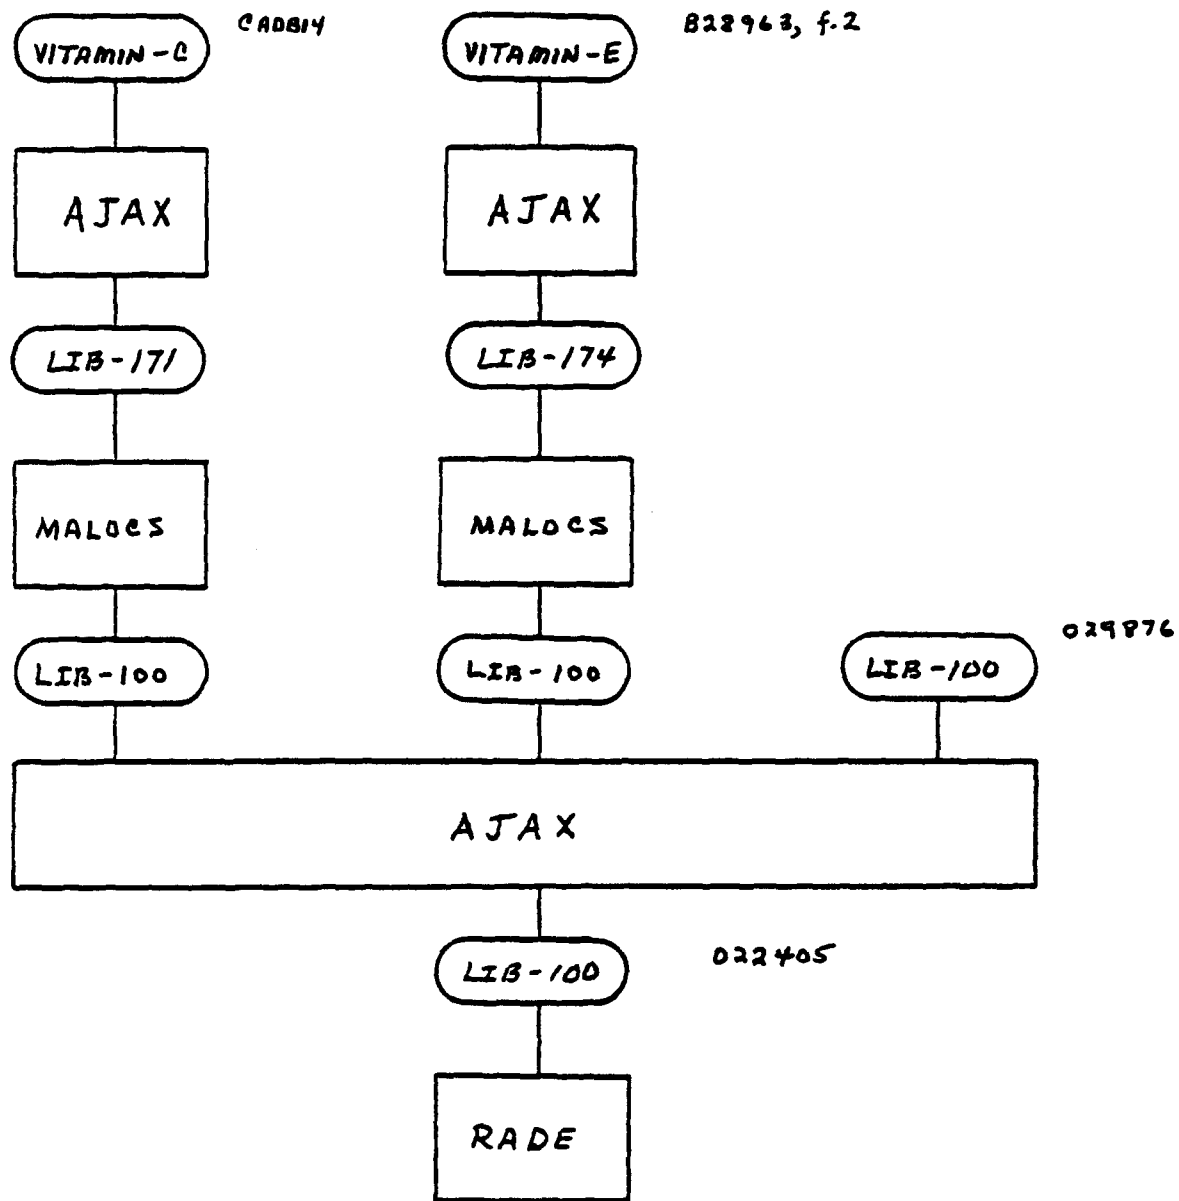 VITAMIN-C CADB14 VITAMIN-E B28963, f.2
AJAX AJAX
LIB-171 LIB-174
MALOCS MALOCS
029876
LIB-100 LIB-100 LIB-100
AJAX
LIB-100 022405
RADE